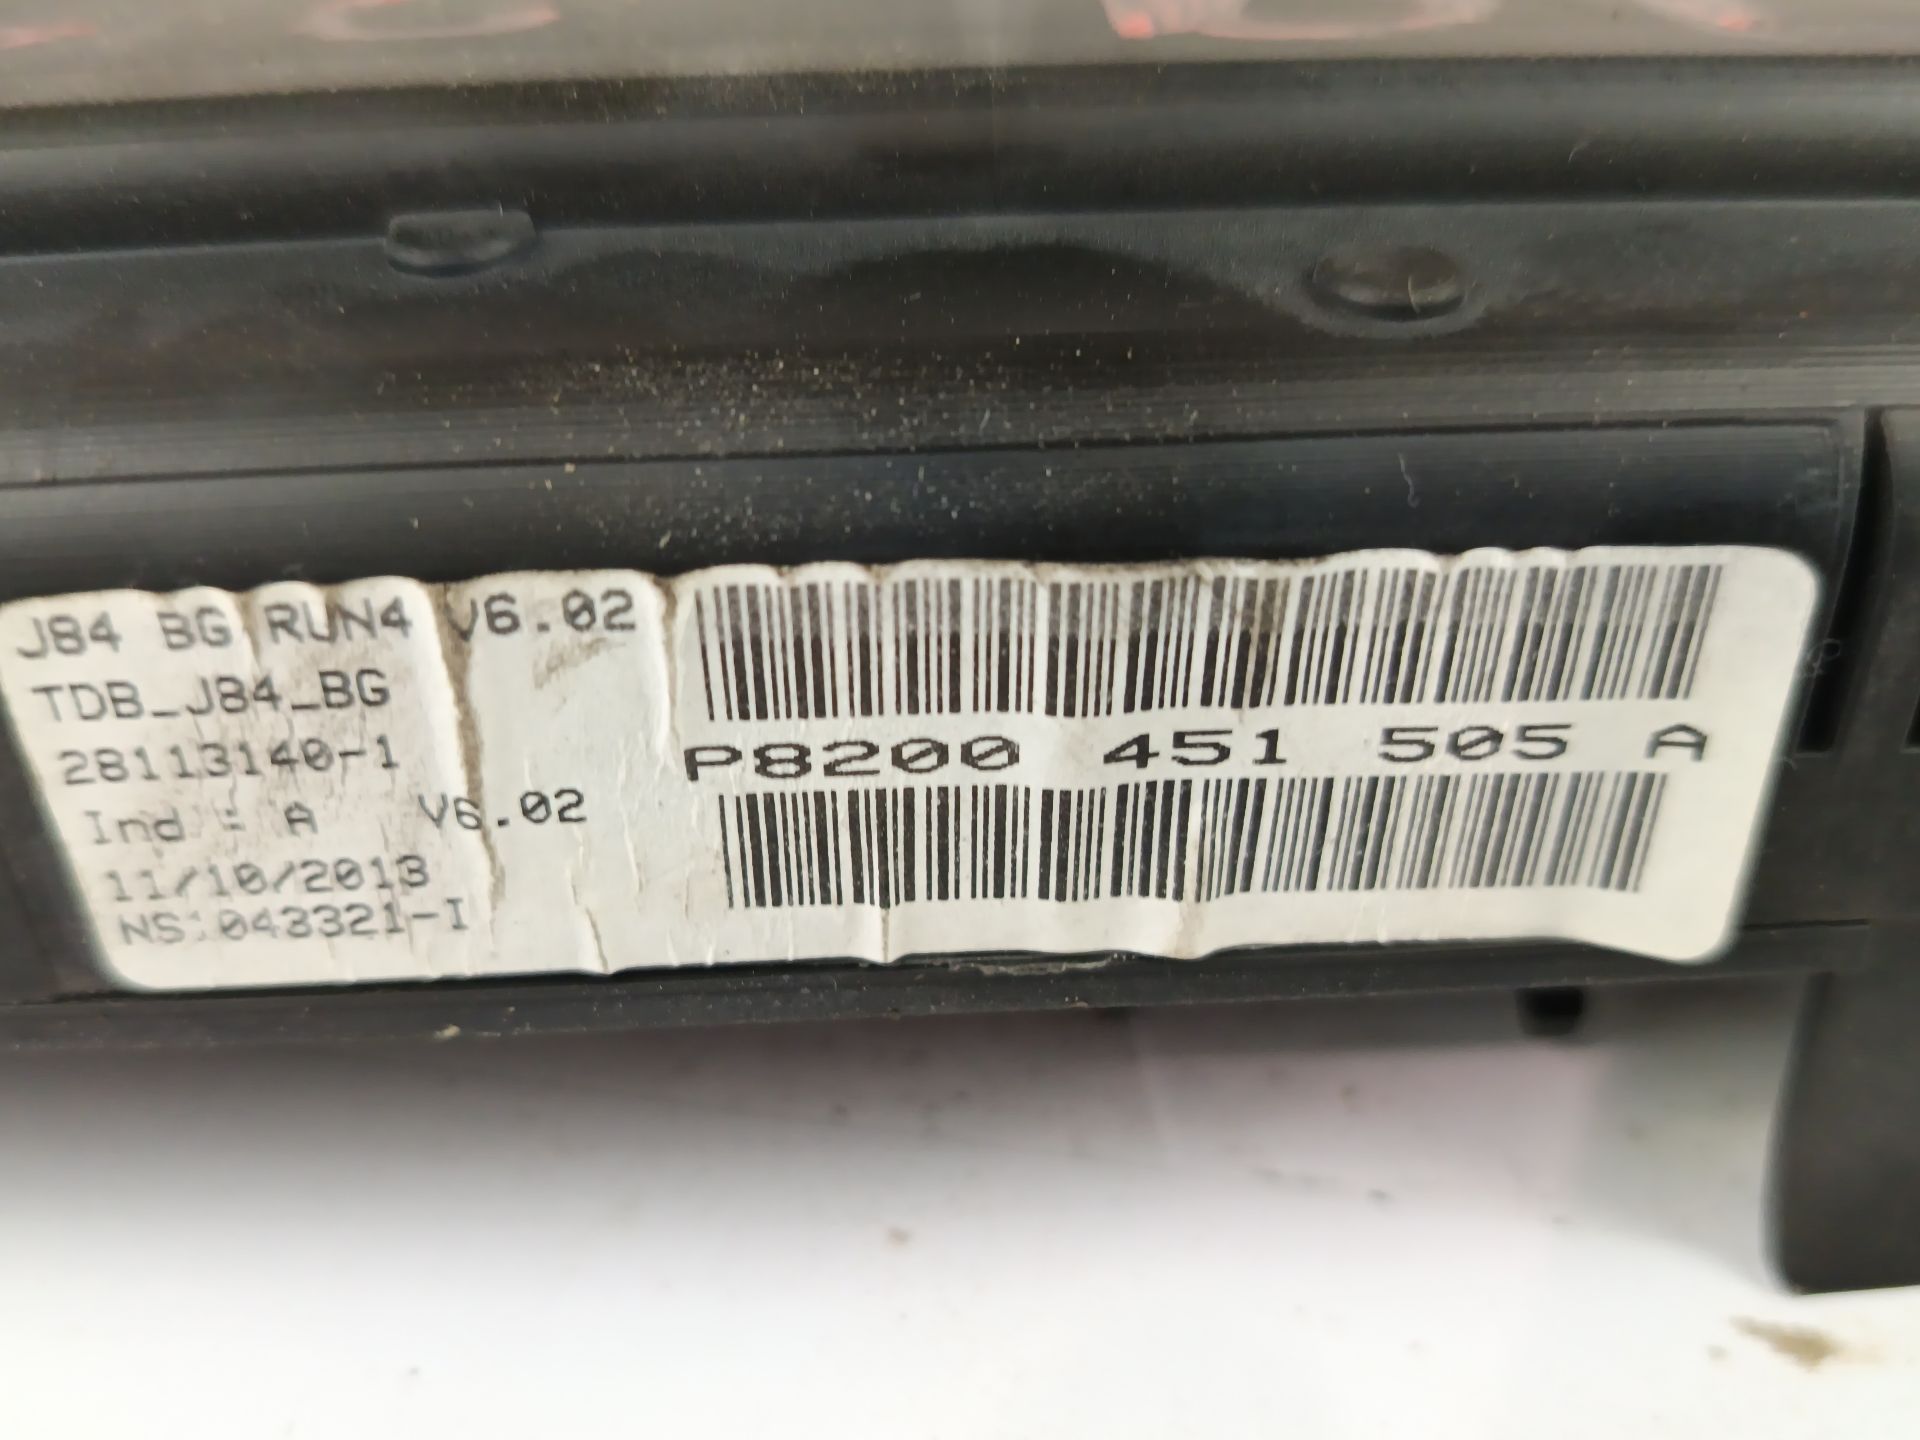 J84 BG RUN4 V6.02
TDB_J84_BG
28113140-1
Ind : A V6.02
11/10/2013
NS:043321-I
P8200 451 505 A